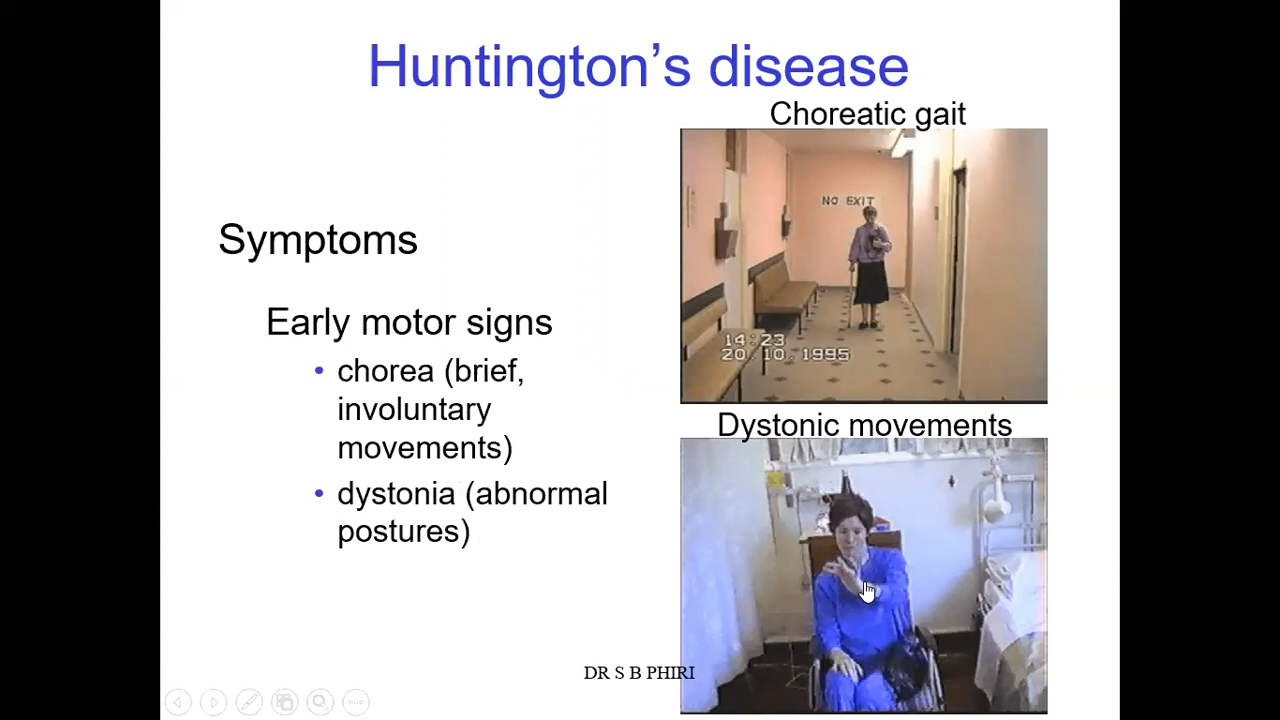 Huntington’s disease
Choreatic gait
NO EXIT
14:23
20.10.1995
Symptoms
Early motor signs
• chorea (brief,
involuntary
movements)
• dystonia (abnormal
postures)
Dystonic movements
DR S B PHIRI